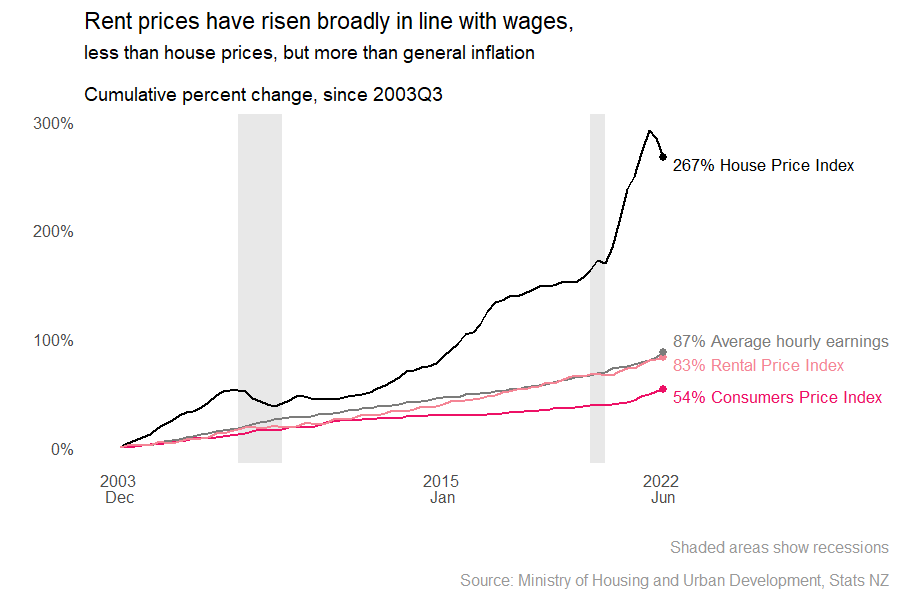 Rent prices have risen broadly in line with wages,
less than house prices, but more than general inflation
Cumulative percent change, since 2003Q3
300%
200%
100%
0%
267% House Price Index
87% Average hourly earnings
83% Rental Price Index
54% Consumers Price Index
2003
Dec
2015
Jan
2022
Jun
Shaded areas show recessions
Source: Ministry of Housing and Urban Development, Stats NZ